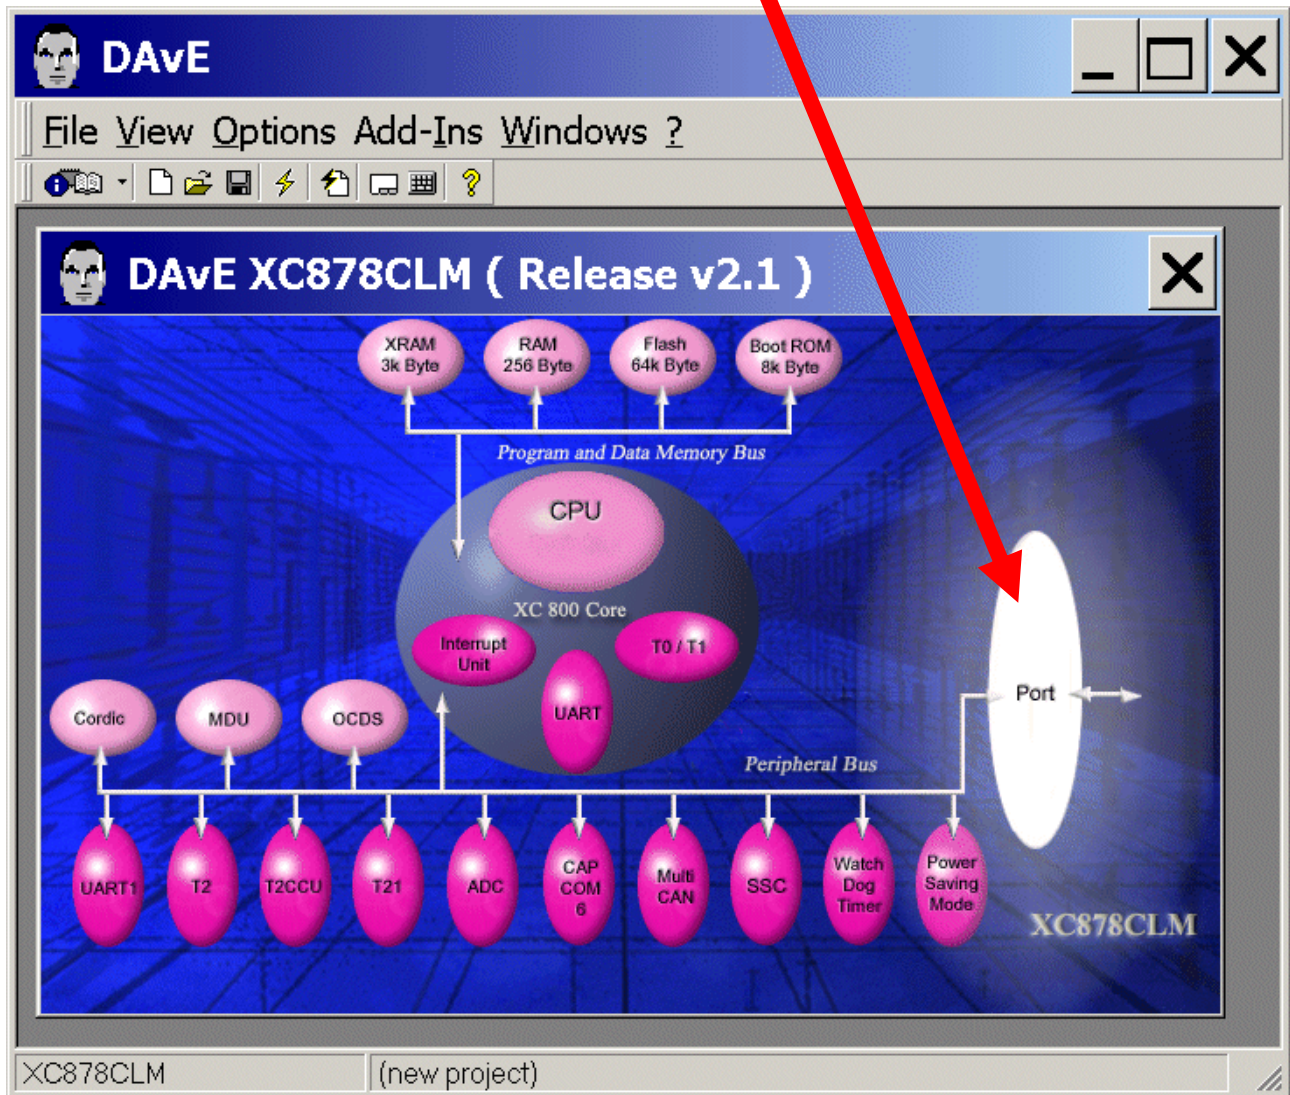 DAvE
File View Options Add-Ins Windows ?
DAvE XC878CLM ( Release v2.1 )
XRAM
3k Byte
RAM
256 Byte
Flash
64k Byte
Boot ROM
8k Byte
Program and Data Memory Bus
CPU
XC 800 Core
Interrupt
Unit
T0 / T1
UART
Cordic
MDU
OCDS
Port
Peripheral Bus
UART1
T2
T2CCU
T21
ADC
CAP
COM
6
Multi
CAN
SSC
Watch
Dog
Timer
Power
Saving
Mode
XC878CLM
XC878CLM
(new project)